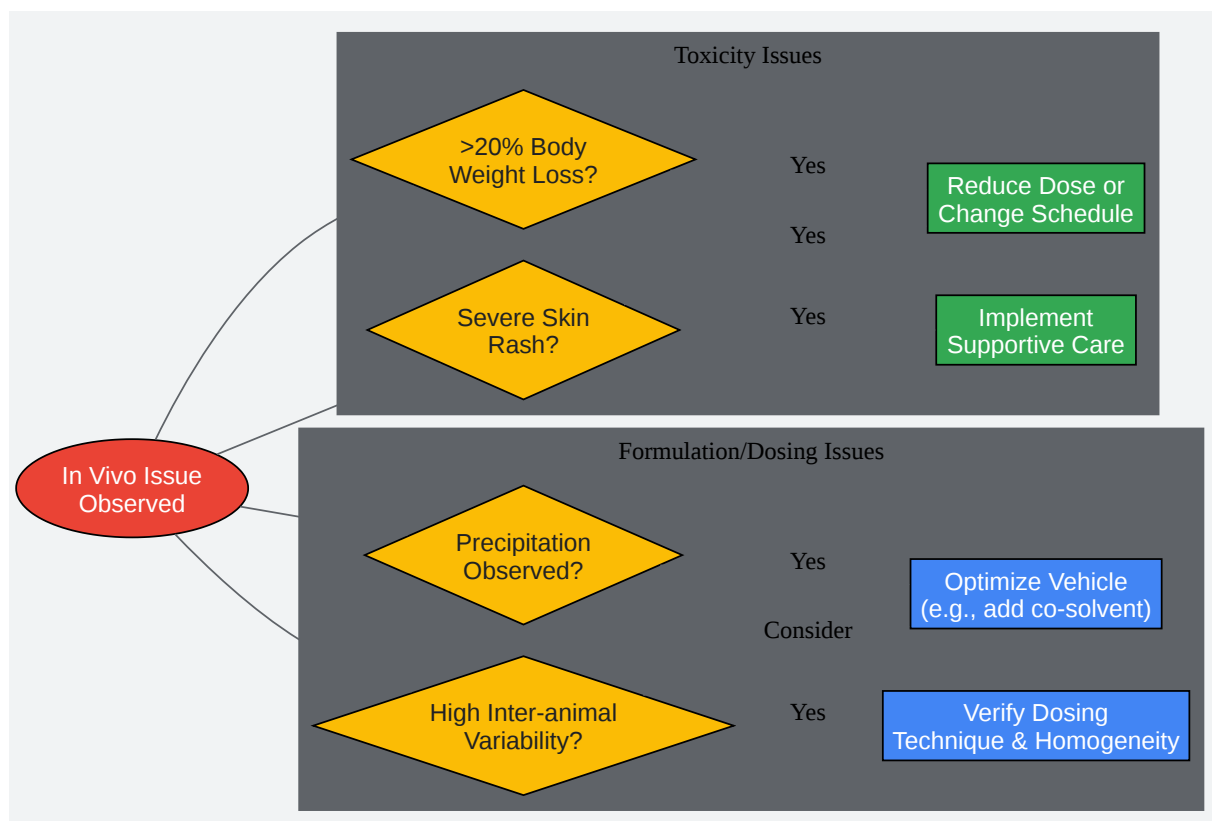 Toxicity Issues
>20% Body
Weight Loss?
Yes
Reduce Dose or
Change Schedule
Yes
Severe Skin
Rash?
Yes
Implement
Supportive Care
In Vivo Issue
Observed
Formulation/Dosing Issues
Precipitation
Observed?
Yes
Optimize Vehicle
(e.g., add co-solvent)
Consider
High Inter-animal
Variability?
Yes
Verify Dosing
Technique & Homogeneity